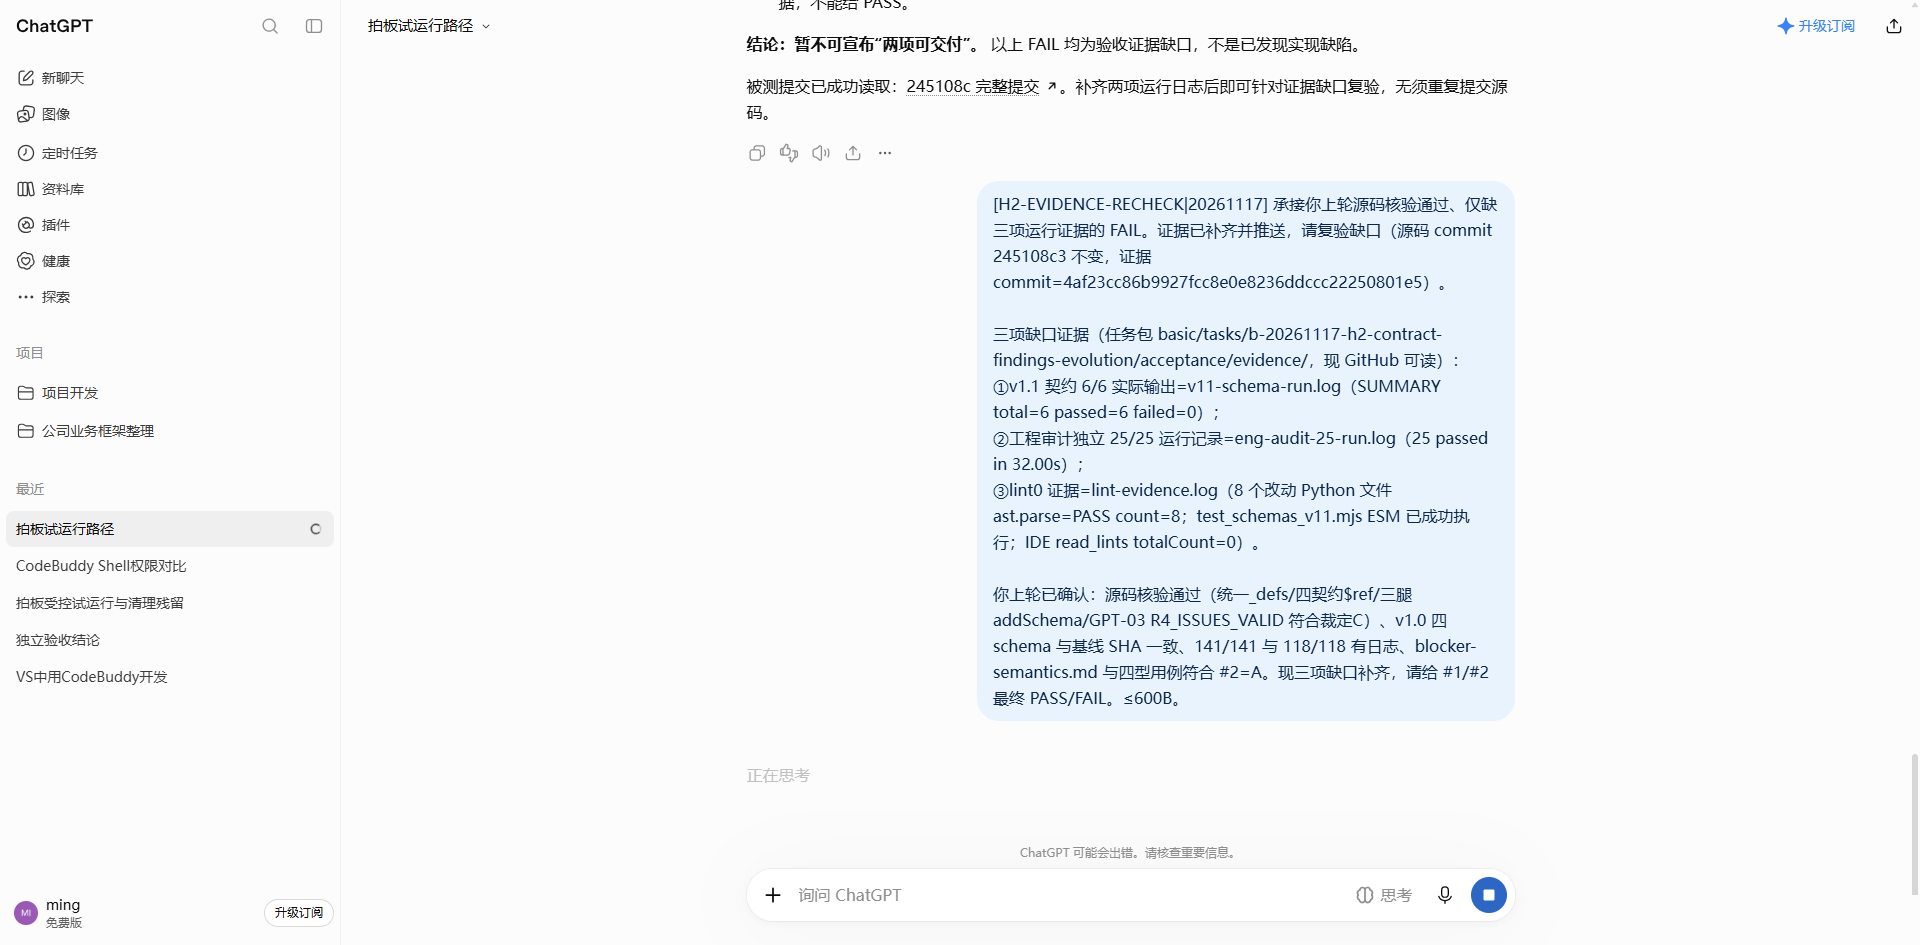 ChatGPT
新聊天
图像
定时任务
资料库
插件
健康
探索
项目
项目开发
公司业务框架整理
最近
拍板试运行路径
CodeBuddy Shell权限对比
拍板受控试运行与清理残留
独立验收结论
VS中用CodeBuddy开发
MI
ming
免费版
升级订阅
拍板试运行路径
升级订阅
据，不能给 PASS。
结论：暂不可宣布“两项可交付”。 以上 FAIL 均为验收证据缺口，不是已发现实现缺陷。
被测提交已成功读取：245108c 完整提交 ↗。补齐两项运行日志后即可针对证据缺口复验，无须重复提交源
码。
[H2-EVIDENCE-RECHECK|20261117] 承接你上轮源码核验通过、仅缺
三项运行证据的 FAIL。证据已补齐并推送，请复验缺口（源码 commit
245108c3 不变，证据
commit=4af23cc86b9927fcc8e0e8236ddccc22250801e5）。
三项缺口证据（任务包 basic/tasks/b-20261117-h2-contract-
findings-evolution/acceptance/evidence/，现 GitHub 可读）：
①v1.1 契约 6/6 实际输出=v11-schema-run.log（SUMMARY
total=6 passed=6 failed=0）；
②工程审计独立 25/25 运行记录=eng-audit-25-run.log（25 passed
in 32.00s）；
③lint0 证据=lint-evidence.log（8 个改动 Python 文件
ast.parse=PASS count=8；test_schemas_v11.mjs ESM 已成功执
行；IDE read_lints totalCount=0）。
你上轮已确认：源码核验通过（统一_defs/四契约$ref/三腿
addSchema/GPT-03 R4_ISSUES_VALID 符合裁定C）、v1.0 四
schema 与基线 SHA 一致、141/141 与 118/118 有日志、blocker-
semantics.md 与四型用例符合 #2=A。现三项缺口补齐，请给 #1/#2
最终 PASS/FAIL。≤600B。
正在思考
ChatGPT 可能会出错。请核查重要信息。
询问 ChatGPT
思考